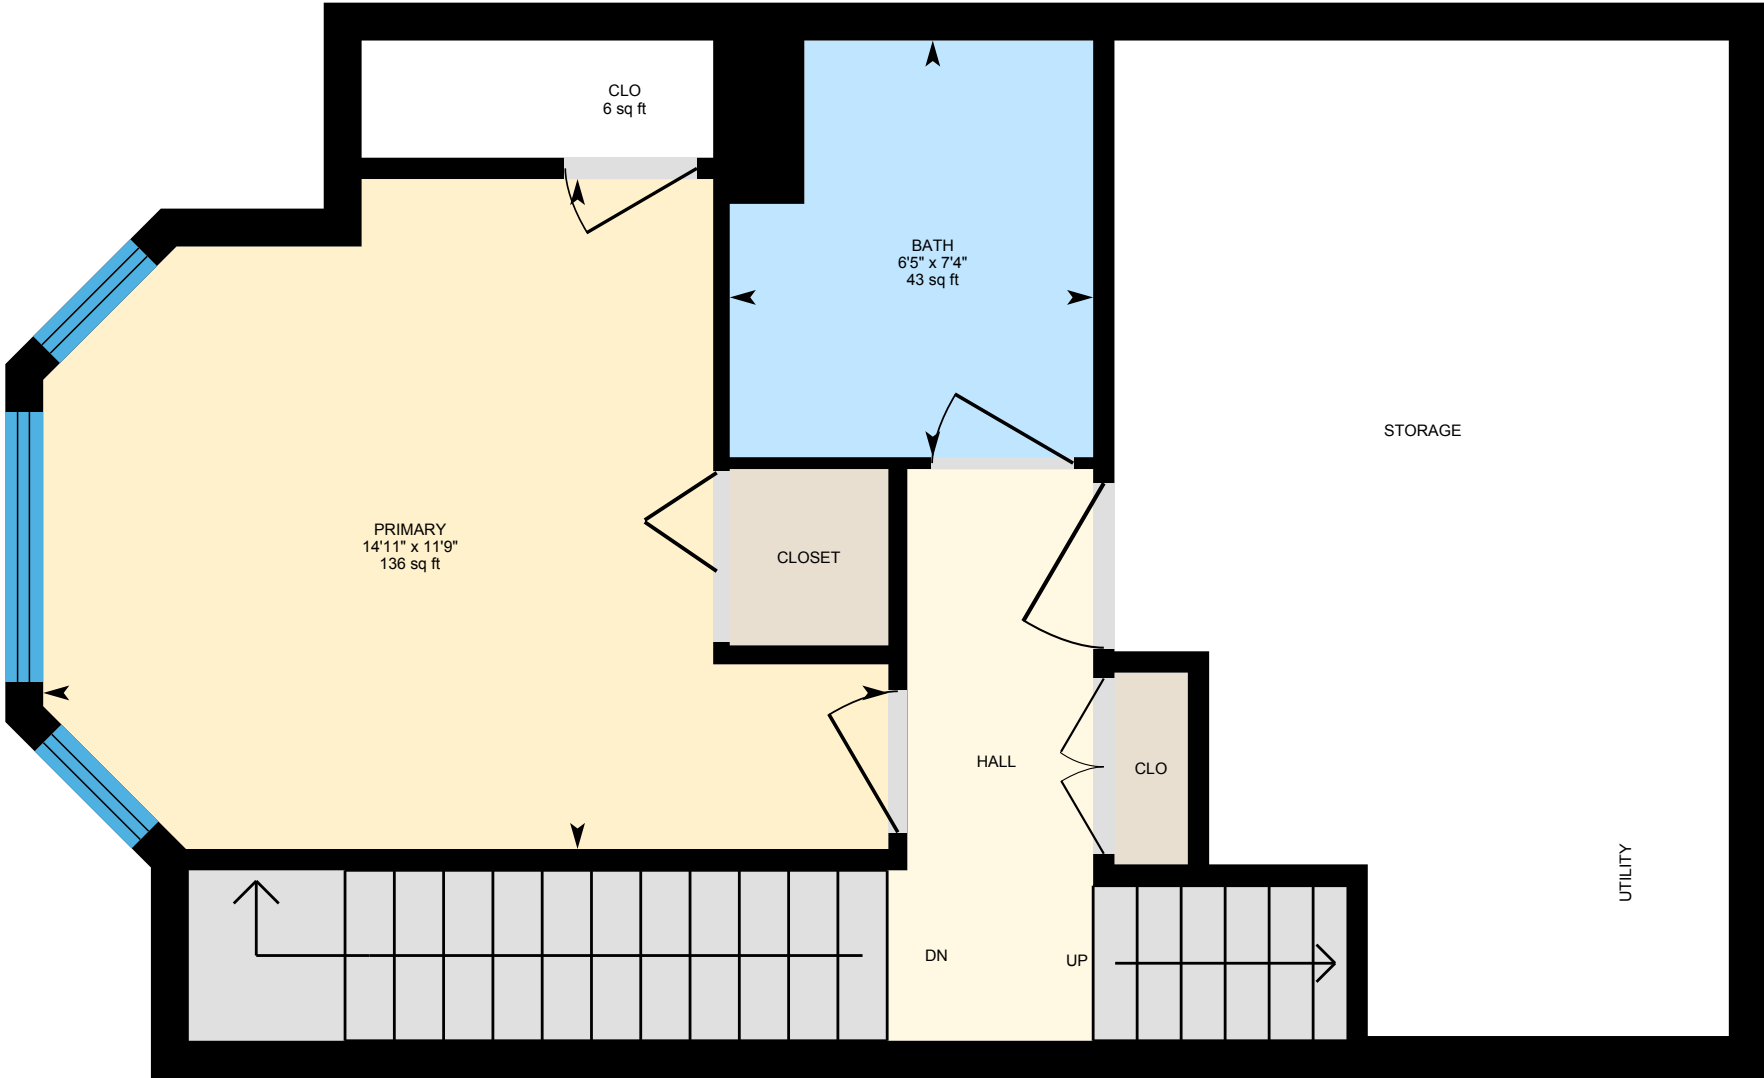 CLO
6 sq ft
BATH
6'5" x 7'4"
43 sq ft
STORAGE
PRIMARY
14'11" x 11'9"
136 sq ft
CLOSET
HALL
CLO
UTILITY
DN
UP